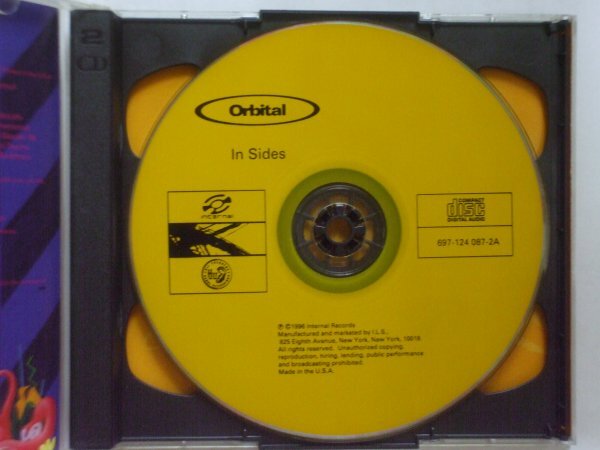 2
Orbital
In Sides
internal
COMPACT
disc
DIGITAL AUDIO
697-124 087-2A
℗ ©1996 Internal Records
Manufactured and marketed by I.L.S.,
825 Eighth Avenue, New York, New York, 10019
All rights reserved. Unauthorized copying,
reproduction, hiring, lending, public performance
and broadcasting prohibited.
Made in the U.S.A.